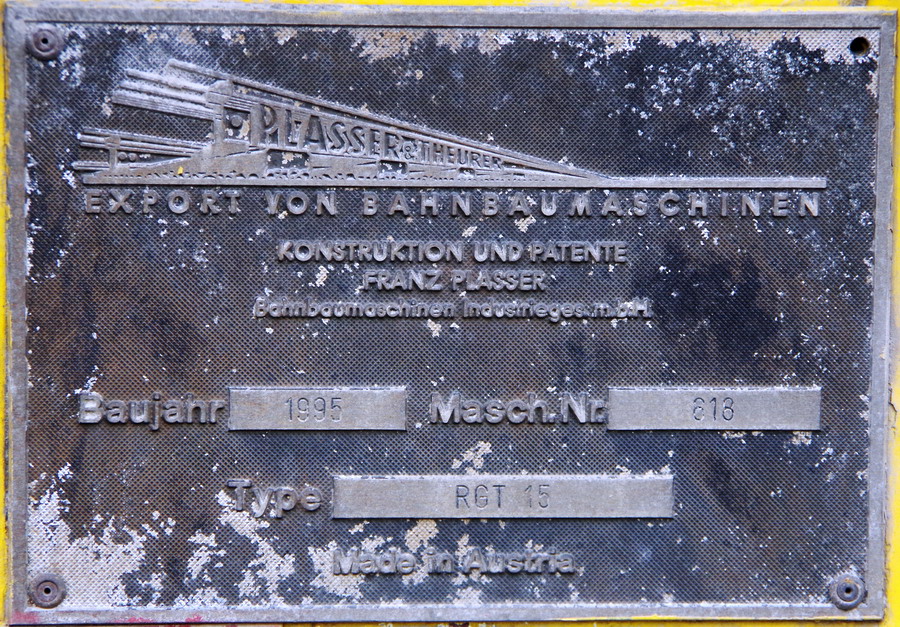 PLASSER & THEURER
EXPORT VON BAHNBAUMASCHINEN
KONSTRUKTION UND PATENTE
FRANZ PLASSER
Bahnbaumaschinen Industrieges.m.b.H.
Baujahr 1995 Masch.Nr. 818
Type RGT 15
Made in Austria